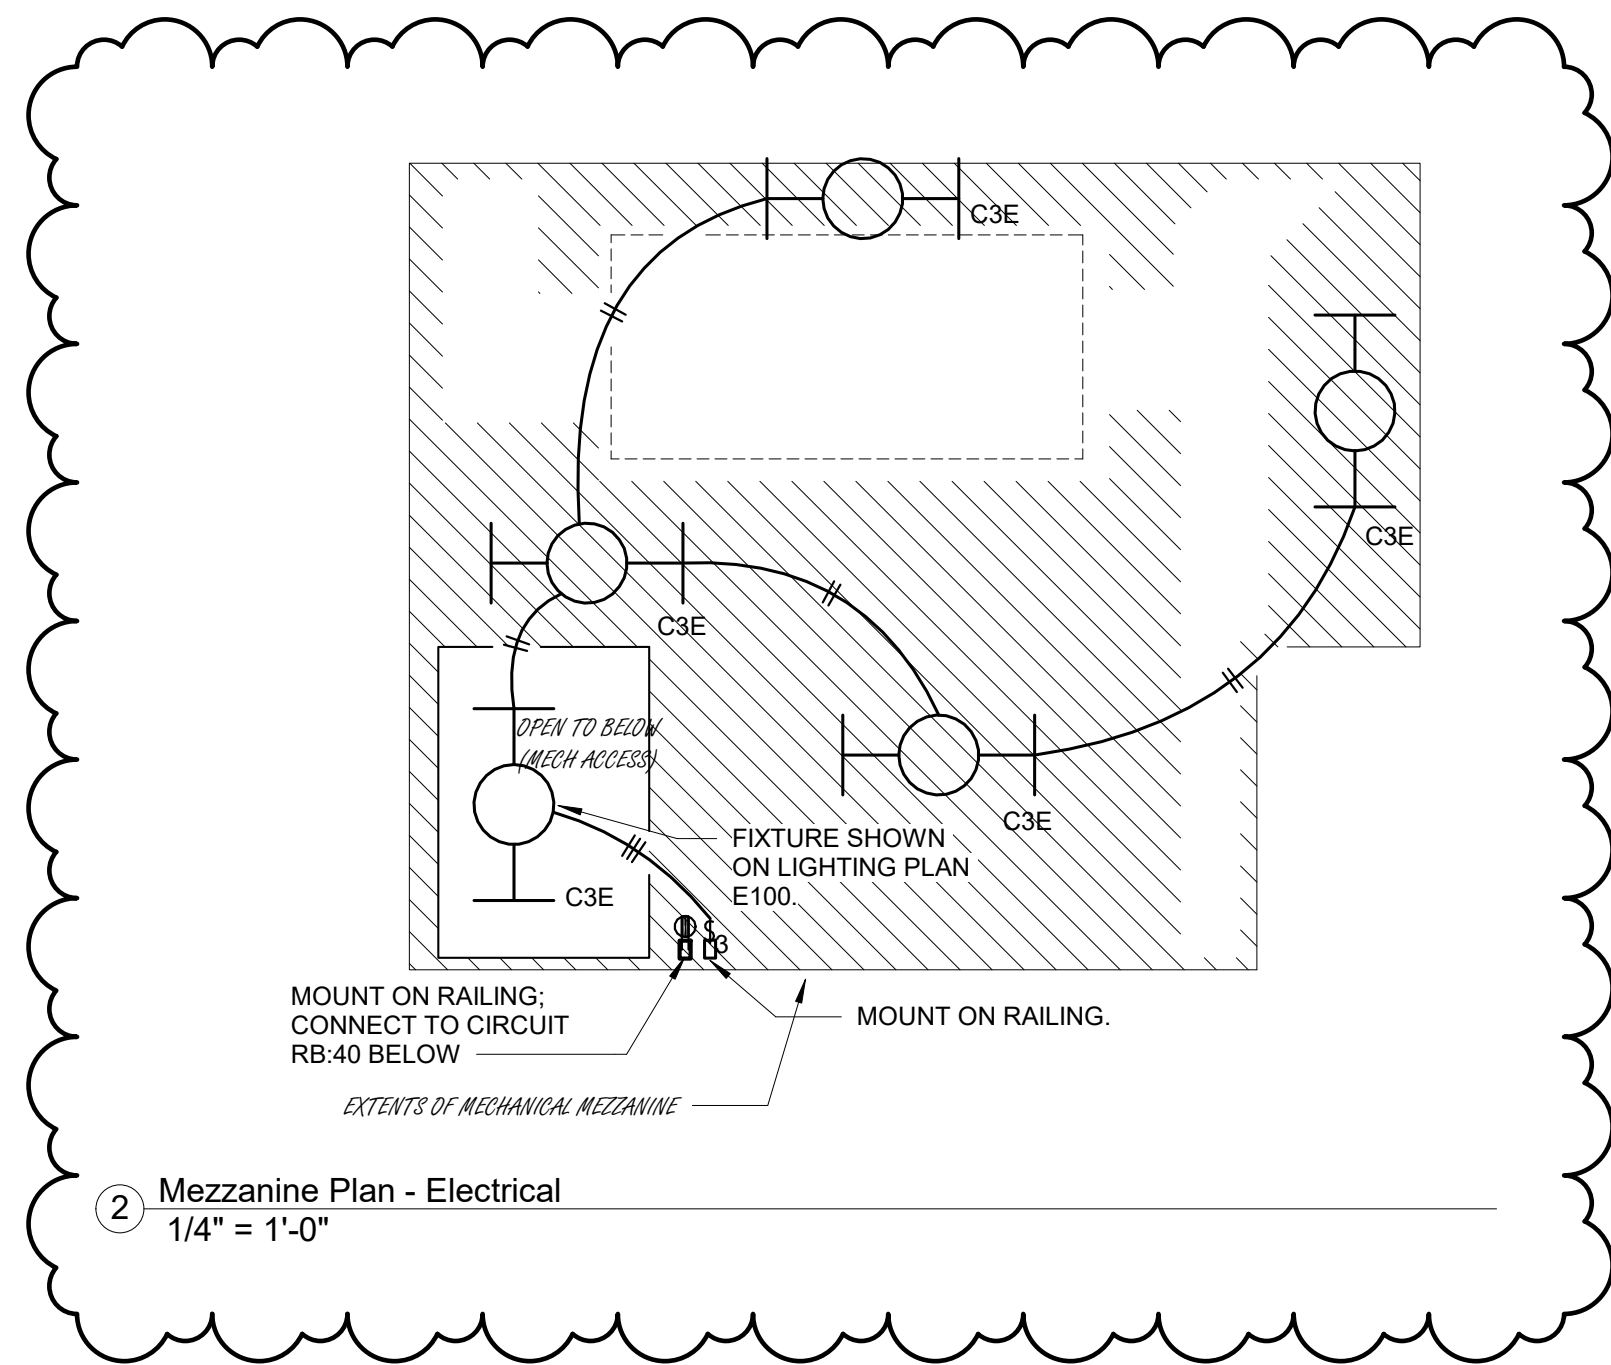 C3E
C3E
C3E
OPEN TO BELOW
(MECH ACCESS)
C3E
FIXTURE SHOWN
ON LIGHTING PLAN
E100.
C3E
S
3
MOUNT ON RAILING;
CONNECT TO CIRCUIT
RB:40 BELOW
MOUNT ON RAILING.
EXTENTS OF MECHANICAL MEZZANINE
2
Mezzanine Plan - Electrical
1/4" = 1'-0"